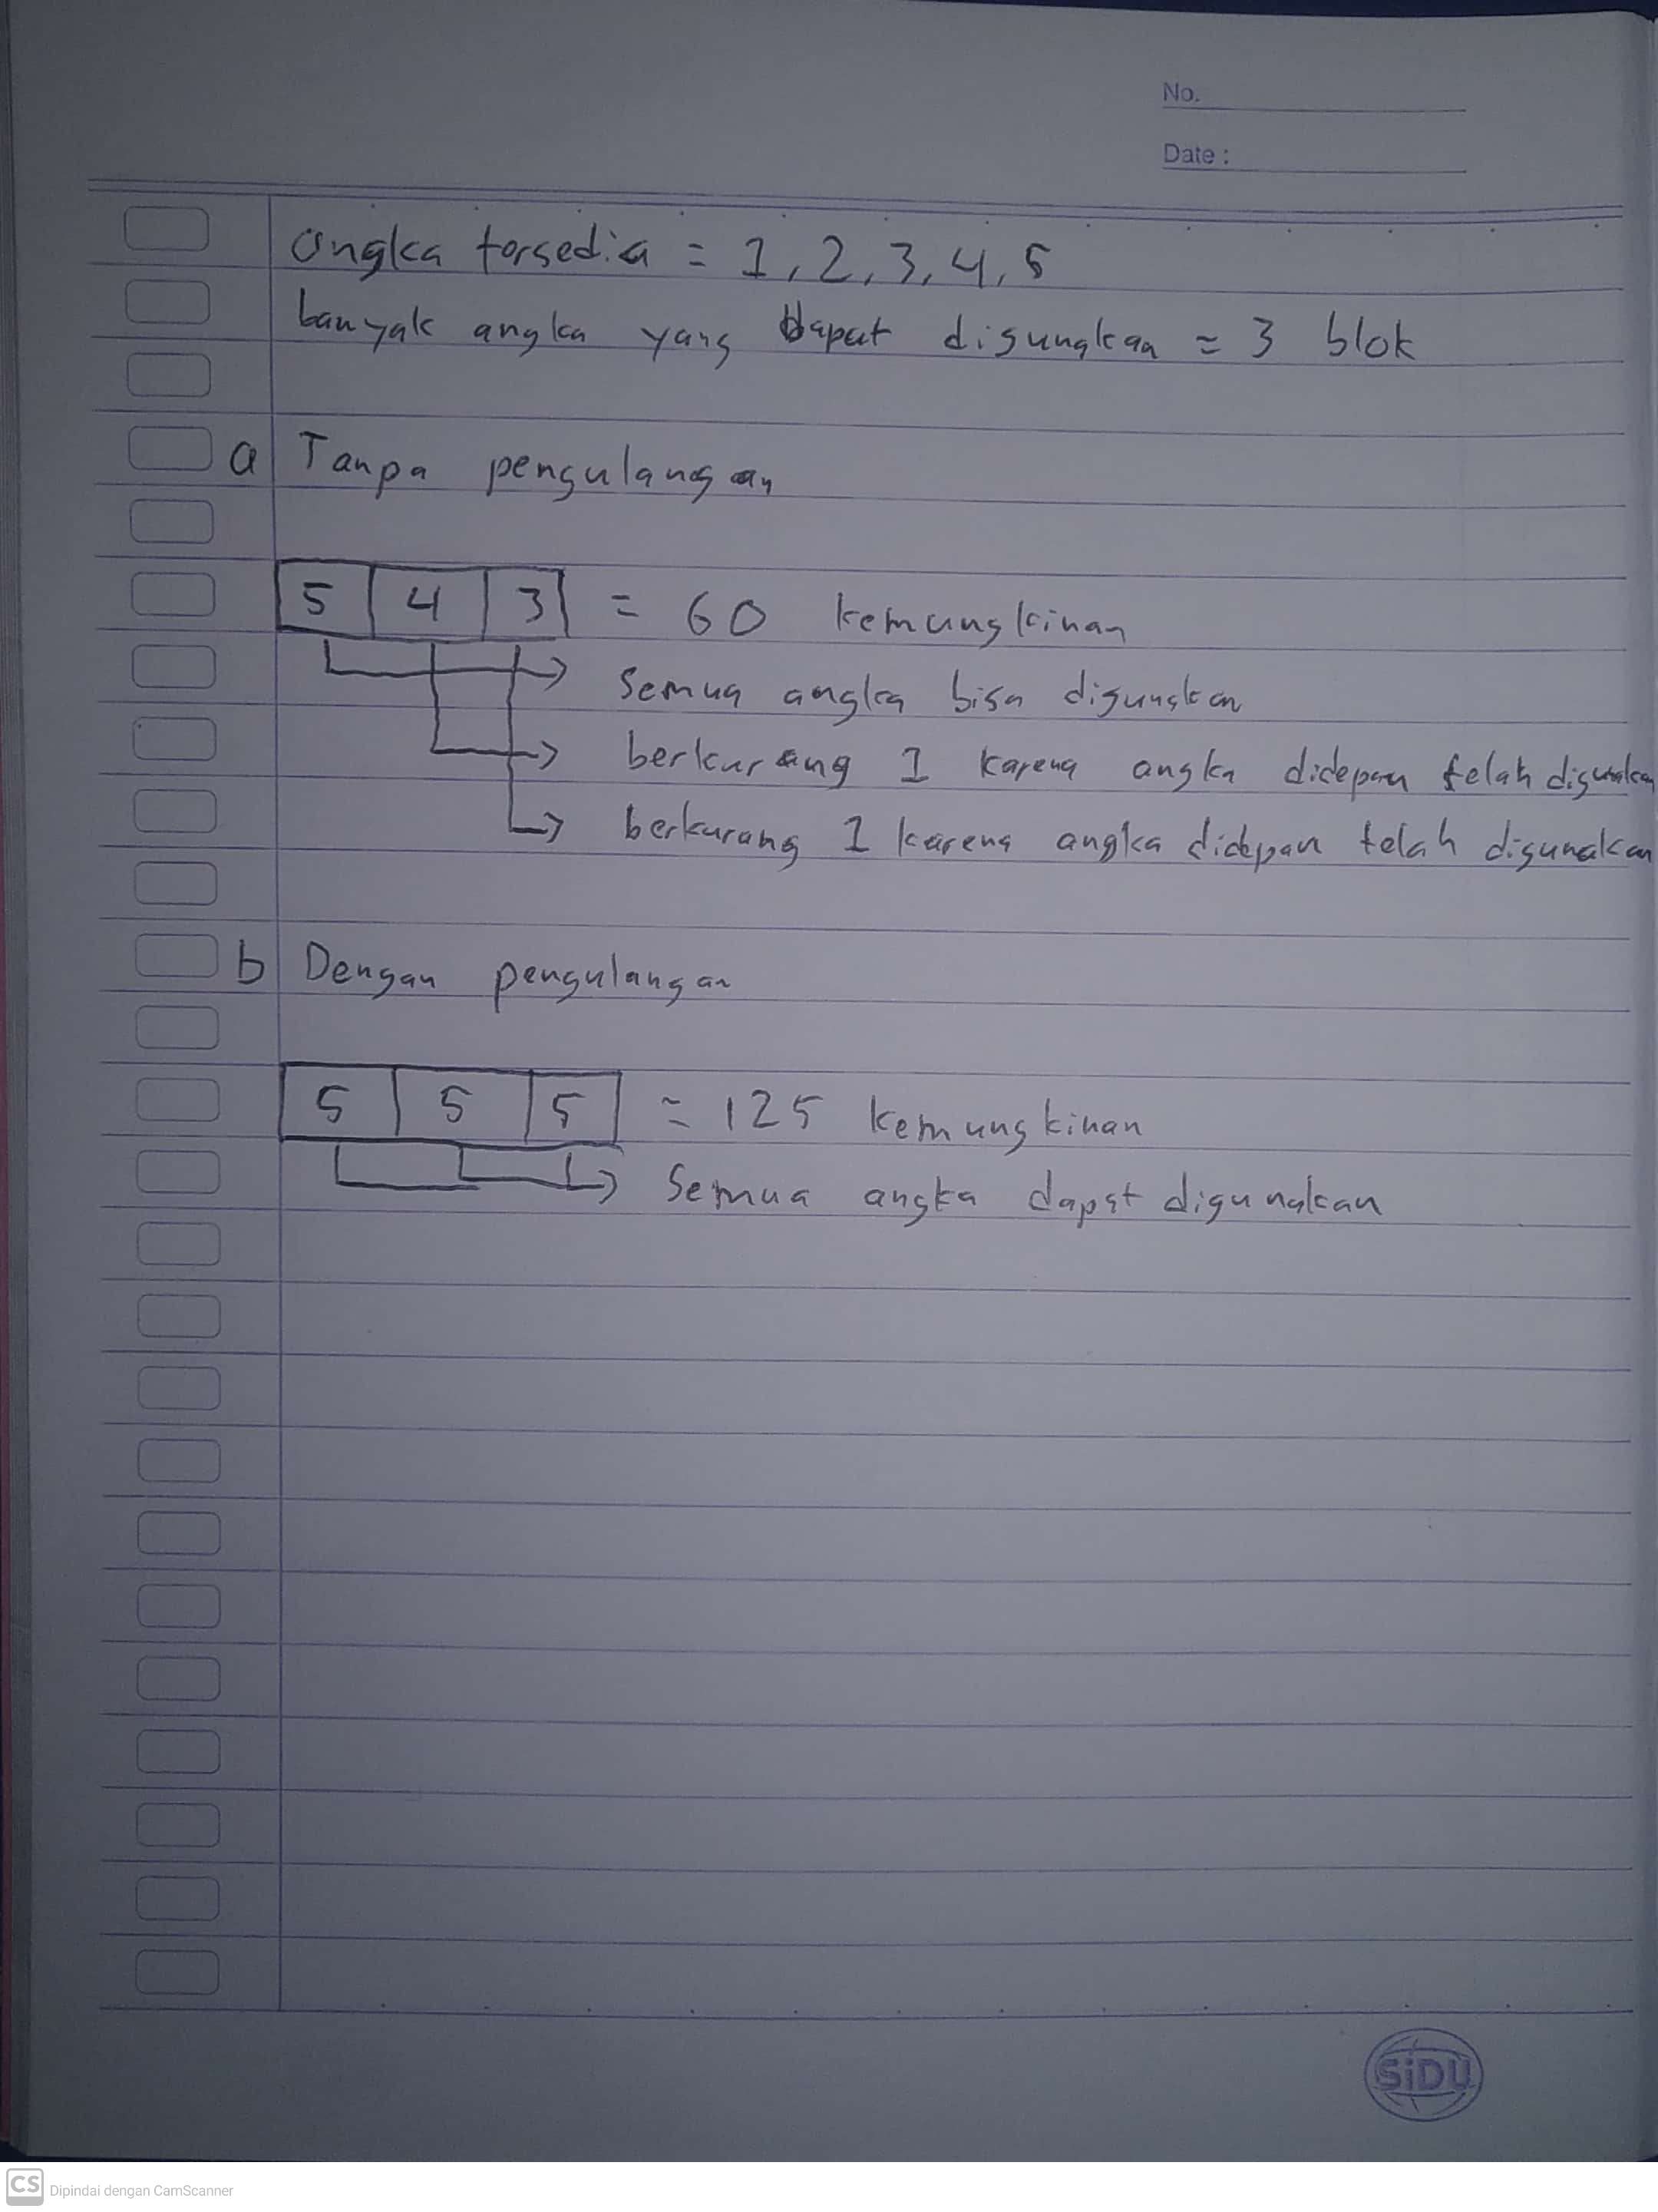 No.
Date :
angka tersedia = 1, 2, 3, 4, 5
banyak angka yang dapat digunakan = 3 blok
a Tanpa pengulangan
5 4 3 = 60 kemungkinan
Semua angka bisa digunakan
berkurang 1 karena angka didepan telah digunakan
berkurang 1 karena angka didepan telah digunakan
b Dengan pengulangan
5 5 5 = 125 kemungkinan
Semua angka dapat digunakan
SiDU
CS Dipindai dengan CamScanner